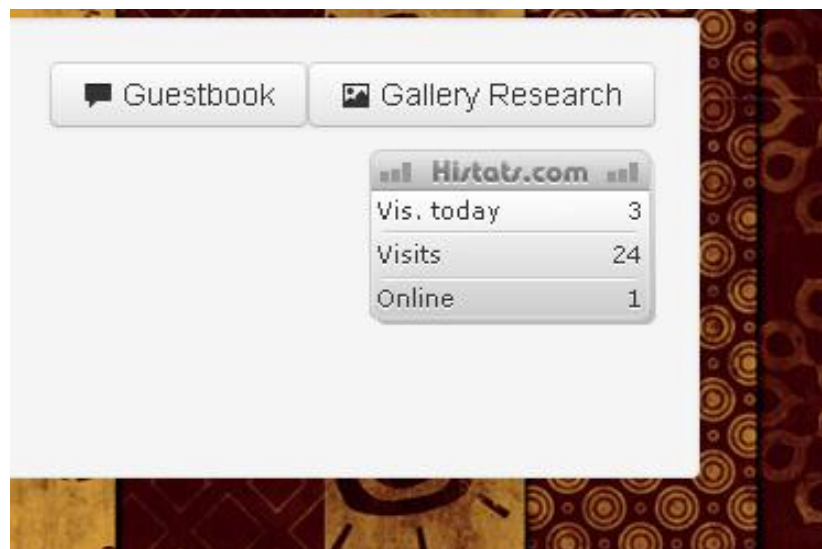 Guestbook Gallery Research
Histats.com
Vis. today 3
Visits 24
Online 1